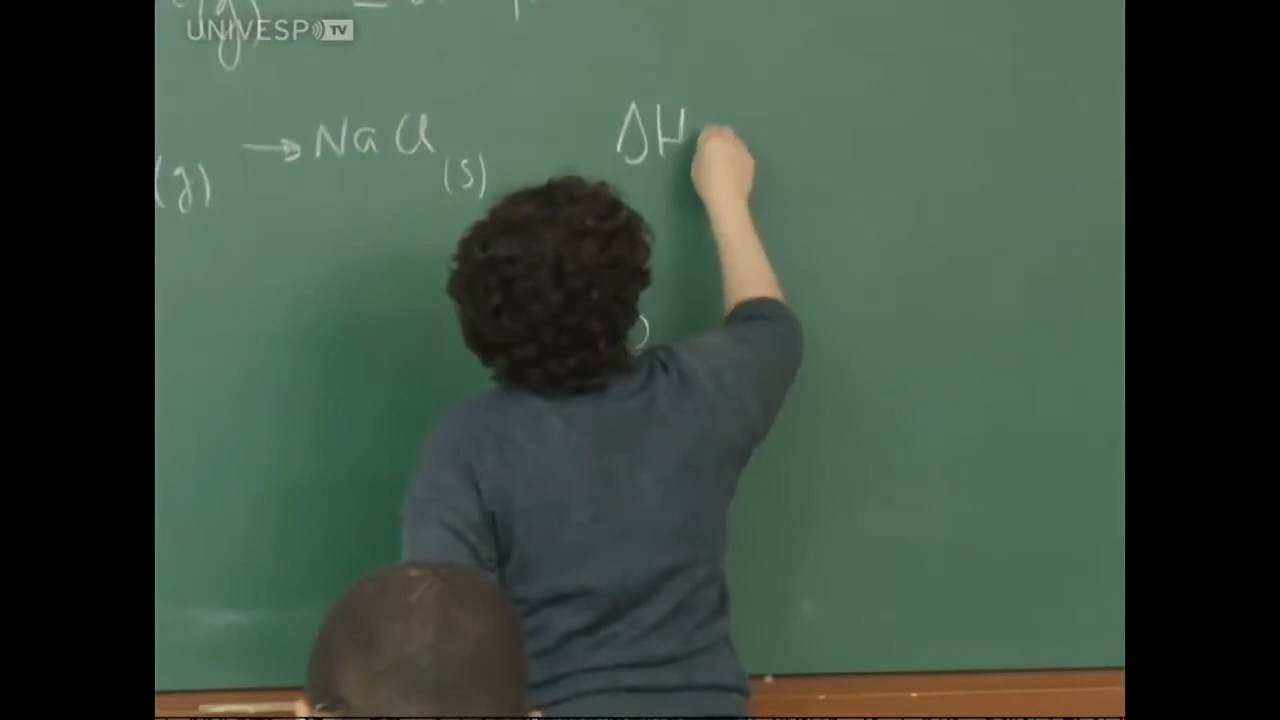 (g)
UNIVESP TV
→ NaCl (s) ΔH
(g)